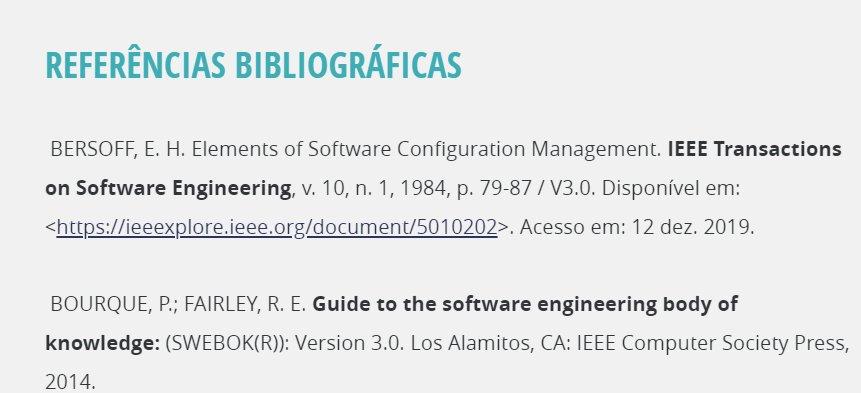 REFERÊNCIAS BIBLIOGRÁFICAS
BERSOFF, E. H. Elements of Software Configuration Management. IEEE Transactions
on Software Engineering, v. 10, n. 1, 1984, p. 79-87 / V3.0. Disponível em:
<https://ieeexplore.ieee.org/document/5010202>. Acesso em: 12 dez. 2019.
BOURQUE, P.; FAIRLEY, R. E. Guide to the software engineering body of
knowledge: (SWEBOK(R)): Version 3.0. Los Alamitos, CA: IEEE Computer Society Press,
2014.